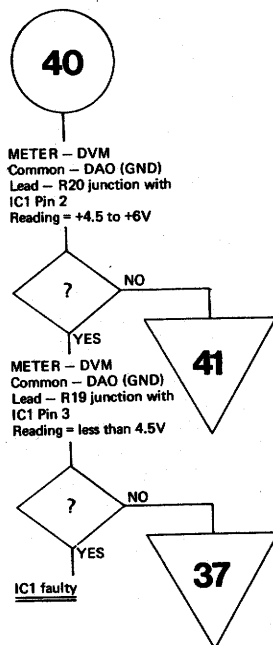 40
METER – DVM
Common – DAO (GND)
Lead – R20 junction with
IC1 Pin 2
Reading = +4.5 to +6V
?
NO
YES
41
METER – DVM
Common – DAO (GND)
Lead – R19 junction with
IC1 Pin 3
Reading = less than 4.5V
?
NO
YES
IC1 faulty
37